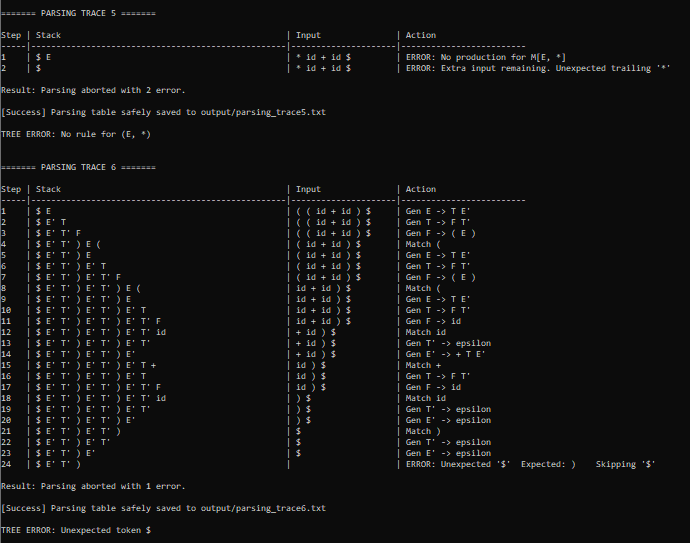 ======= PARSING TRACE 5 =======
Step | Stack | Input | Action
-----|--------------------------------------------------|---------------------|------------------------
1 | $ E | * id + id $ | ERROR: No production for M[E, *]
2 | $ | * id + id $ | ERROR: Extra input remaining. Unexpected trailing '*'
Result: Parsing aborted with 2 error.
[Success] Parsing table safely saved to output/parsing_trace5.txt
TREE ERROR: No rule for (E, *)
======= PARSING TRACE 6 =======
Step | Stack | Input | Action
-----|--------------------------------------------------|---------------------|------------------------
1 | $ E | ( ( id + id ) $ | Gen E -> T E'
2 | $ E' T | ( ( id + id ) $ | Gen T -> F T'
3 | $ E' T' F | ( ( id + id ) $ | Gen F -> ( E )
4 | $ E' T' ) E ( | ( id + id ) $ | Match (
5 | $ E' T' ) E | ( id + id ) $ | Gen E -> T E'
6 | $ E' T' ) E' T | ( id + id ) $ | Gen T -> F T'
7 | $ E' T' ) E' T' F | ( id + id ) $ | Gen F -> ( E )
8 | $ E' T' ) E' T' ) E ( | id + id ) $ | Match (
9 | $ E' T' ) E' T' ) E | id + id ) $ | Gen E -> T E'
10 | $ E' T' ) E' T' ) E' T | id + id ) $ | Gen T -> F T'
11 | $ E' T' ) E' T' ) E' T' F | id + id ) $ | Gen F -> id
12 | $ E' T' ) E' T' ) E' T' id | + id ) $ | Match id
13 | $ E' T' ) E' T' ) E' T' | + id ) $ | Gen T' -> epsilon
14 | $ E' T' ) E' T' ) E' | + id ) $ | Gen E' -> + T E'
15 | $ E' T' ) E' T' ) E' T + | id ) $ | Match +
16 | $ E' T' ) E' T' ) E' T | id ) $ | Gen T -> F T'
17 | $ E' T' ) E' T' ) E' T' F | id ) $ | Gen F -> id
18 | $ E' T' ) E' T' ) E' T' id | ) $ | Match id
19 | $ E' T' ) E' T' ) E' T' | ) $ | Gen T' -> epsilon
20 | $ E' T' ) E' T' ) E' | ) $ | Gen E' -> epsilon
21 | $ E' T' ) E' T' ) | $ | Match )
22 | $ E' T' ) E' T' | $ | Gen T' -> epsilon
23 | $ E' T' ) E' | $ | Gen E' -> epsilon
24 | $ E' T' ) | | ERROR: Unexpected '$' Expected: ) Skipping '$'
Result: Parsing aborted with 1 error.
[Success] Parsing table safely saved to output/parsing_trace6.txt
TREE ERROR: Unexpected token $